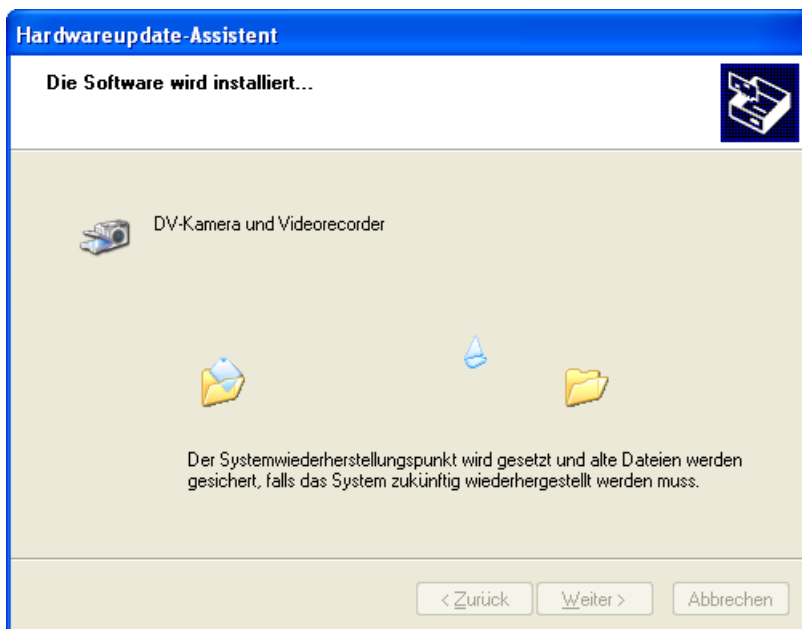 Hardwareupdate-Assistent
Die Software wird installiert...
DV-Kamera und Videorecorder
Der Systemwiederherstellungspunkt wird gesetzt und alte Dateien werden
gesichert, falls das System zukünftig wiederhergestellt werden muss.
< Zurück
Weiter >
Abbrechen